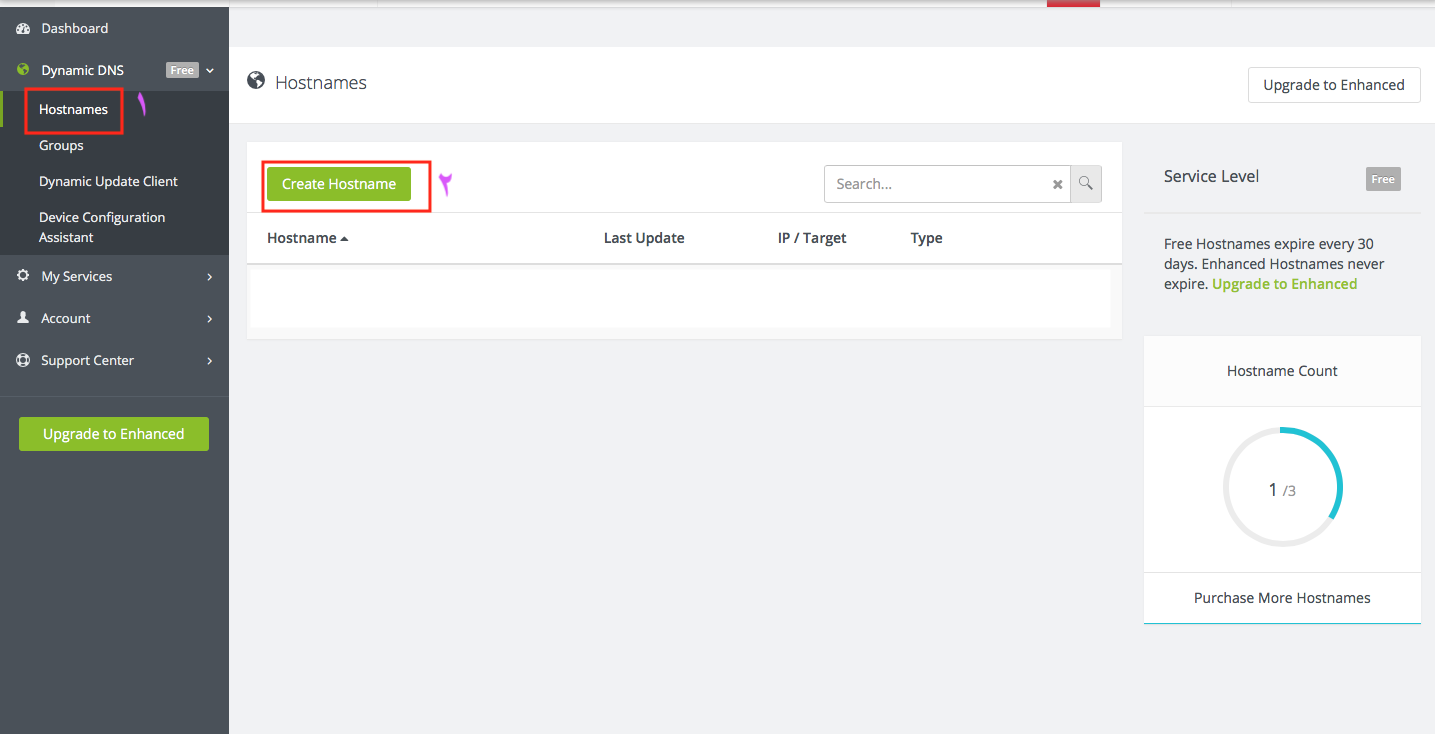 Dashboard
Dynamic DNS Free
Hostnames ۱
Groups
Dynamic Update Client
Device Configuration
Assistant
My Services
Account
Support Center
Upgrade to Enhanced
Hostnames
Upgrade to Enhanced
Create Hostname ۲
Search...
Hostname Last Update IP / Target Type
Service Level Free
Free Hostnames expire every 30
days. Enhanced Hostnames never
expire. Upgrade to Enhanced
Hostname Count
1 /3
Purchase More Hostnames